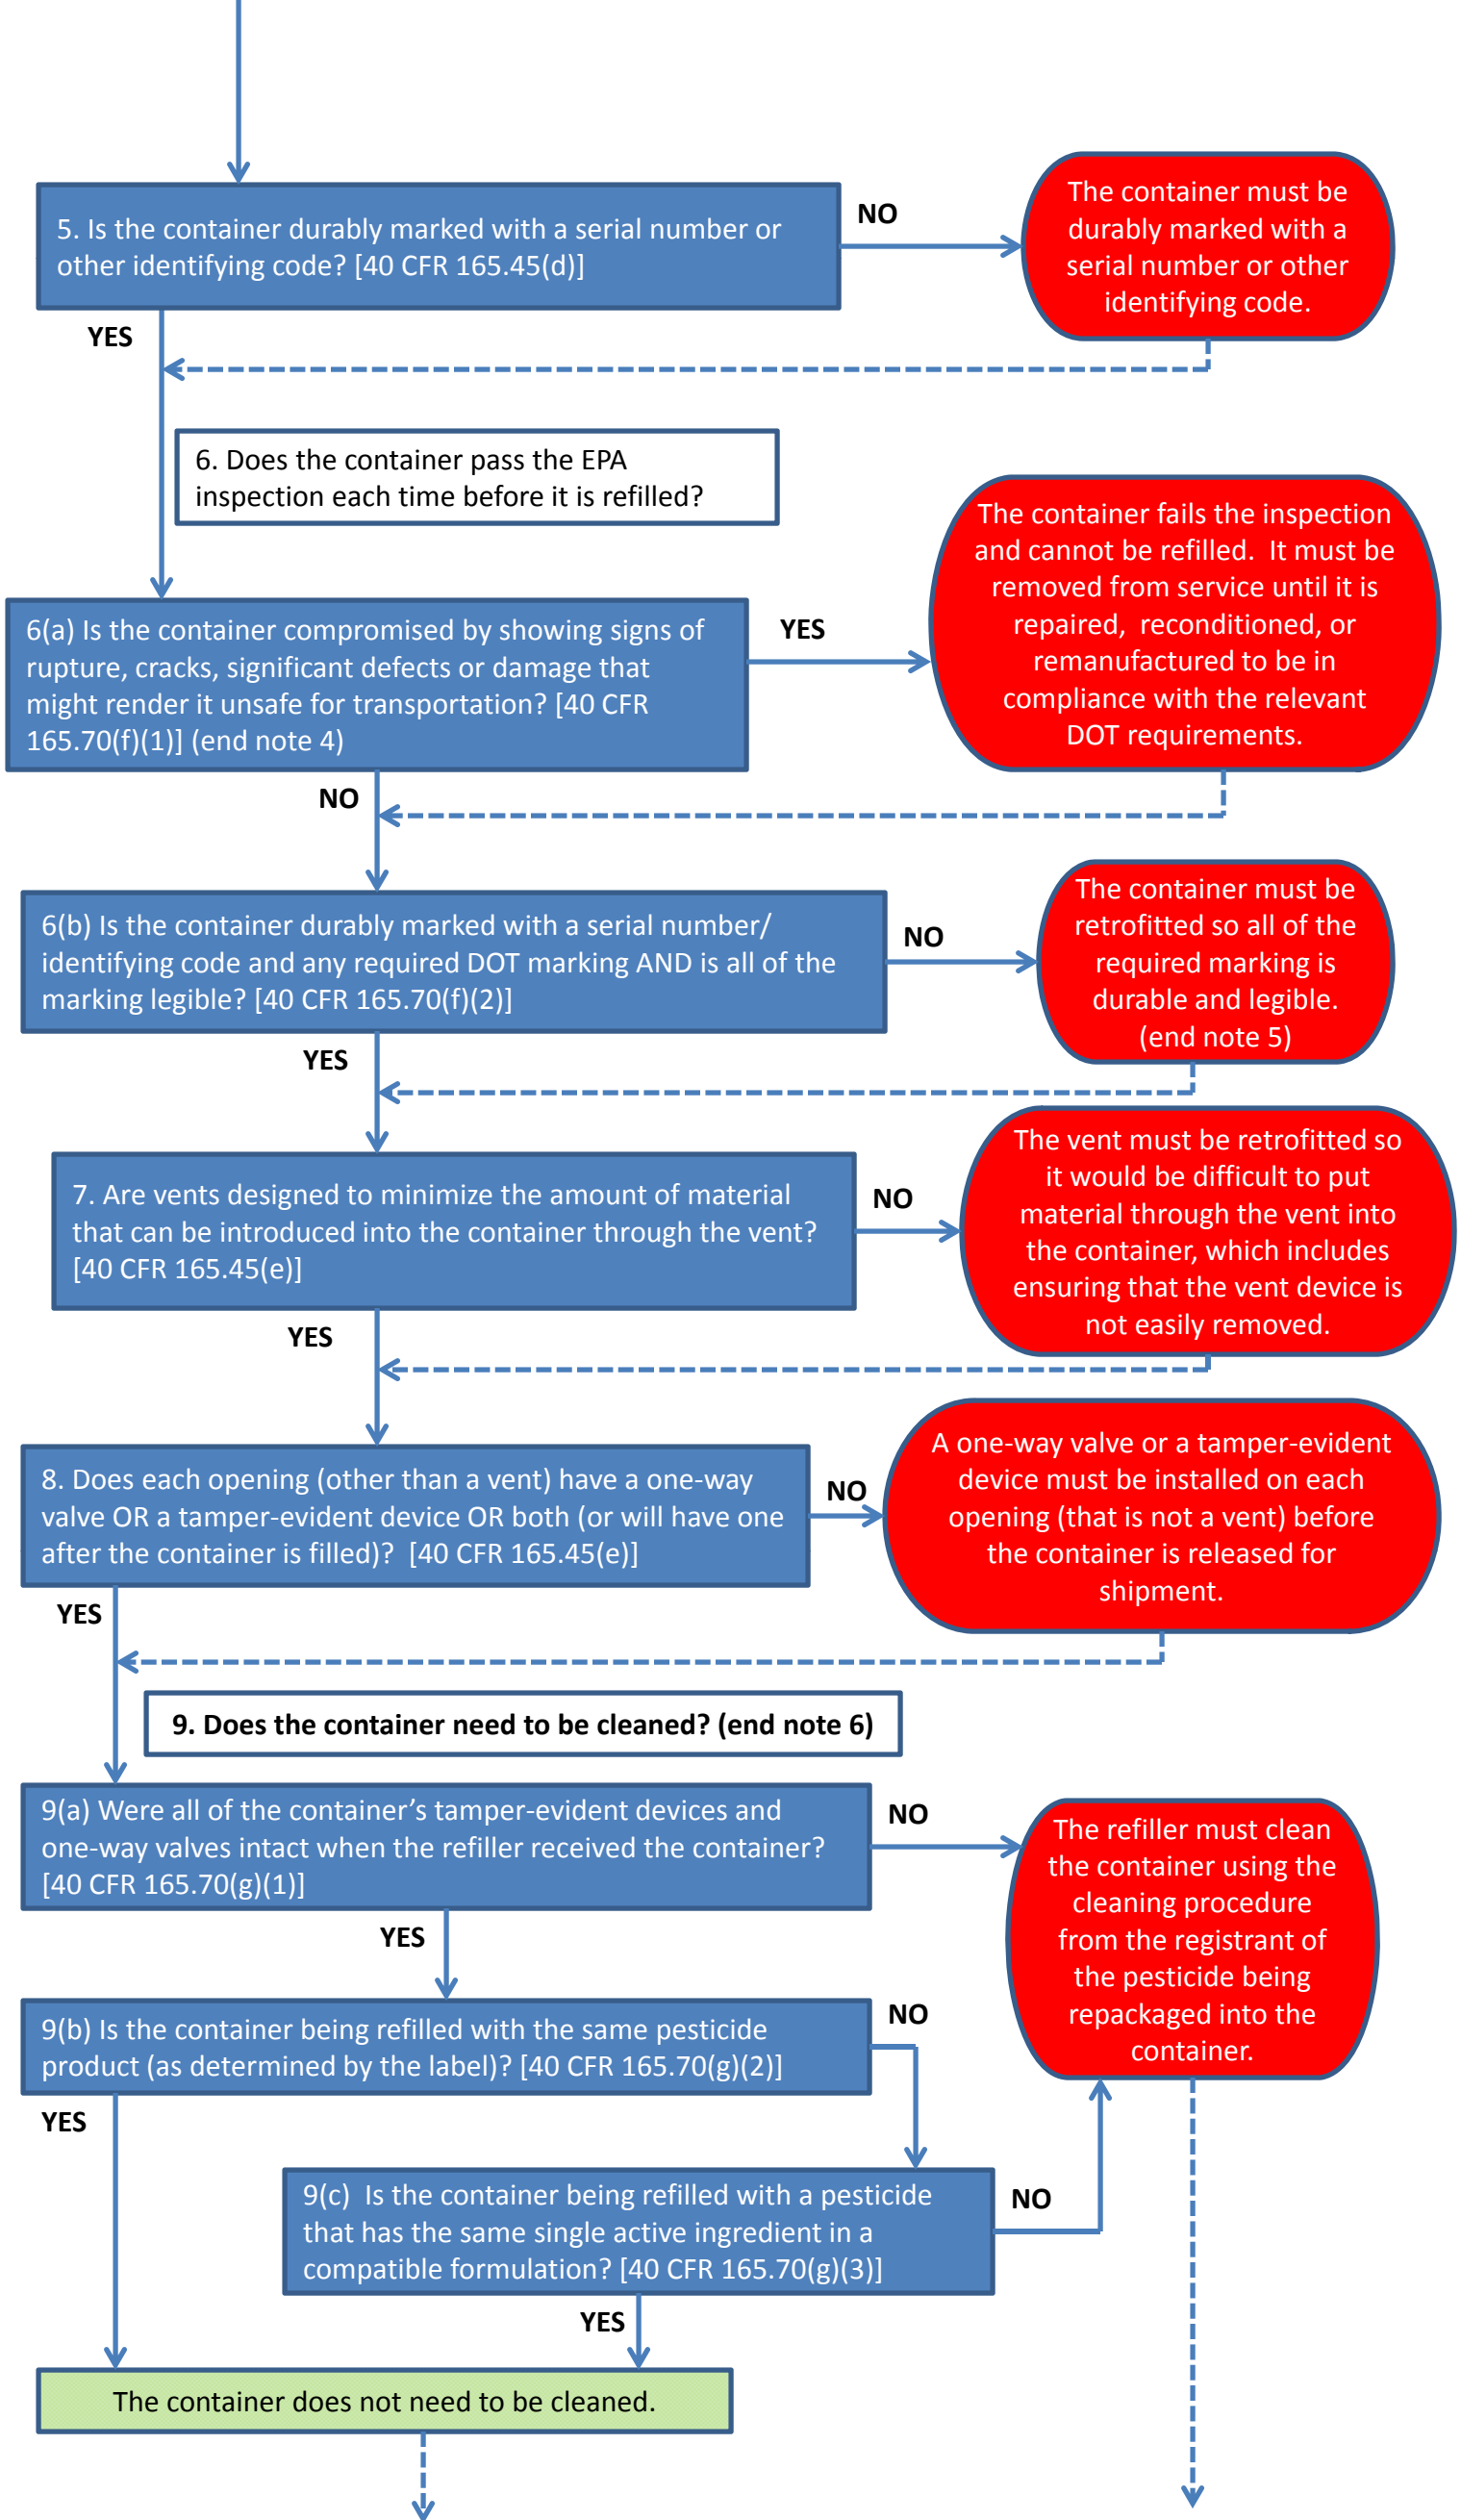 5. Is the container durably marked with a serial number or
other identifying code? [40 CFR 165.45(d)]
NO
The container must be
durably marked with a
serial number or other
identifying code.
YES
6. Does the container pass the EPA
inspection each time before it is refilled?
6(a) Is the container compromised by showing signs of
rupture, cracks, significant defects or damage that
might render it unsafe for transportation? [40 CFR
165.70(f)(1)] (end note 4)
YES
The container fails the inspection
and cannot be refilled.  It must be
removed from service until it is
repaired,  reconditioned, or
remanufactured to be in
compliance with the relevant
DOT requirements.
NO
6(b) Is the container durably marked with a serial number/
identifying code and any required DOT marking AND is all of the
marking legible? [40 CFR 165.70(f)(2)]
NO
The container must be
retrofitted so all of the
required marking is
durable and legible.
(end note 5)
YES
7. Are vents designed to minimize the amount of material
that can be introduced into the container through the vent?
[40 CFR 165.45(e)]
NO
The vent must be retrofitted so
it would be difficult to put
material through the vent into
the container, which includes
ensuring that the vent device is
not easily removed.
YES
8. Does each opening (other than a vent) have a one-way
valve OR a tamper-evident device OR both (or will have one
after the container is filled)?  [40 CFR 165.45(e)]
NO
A one-way valve or a tamper-evident
device must be installed on each
opening (that is not a vent) before
the container is released for
shipment.
YES
9. Does the container need to be cleaned? (end note 6)
9(a) Were all of the container’s tamper-evident devices and
one-way valves intact when the refiller received the container?
[40 CFR 165.70(g)(1)]
NO
The refiller must clean
the container using the
cleaning procedure
from the registrant of
the pesticide being
repackaged into the
container.
YES
9(b) Is the container being refilled with the same pesticide
product (as determined by the label)? [40 CFR 165.70(g)(2)]
NO
YES
9(c)  Is the container being refilled with a pesticide
that has the same single active ingredient in a
compatible formulation? [40 CFR 165.70(g)(3)]
NO
YES
The container does not need to be cleaned.